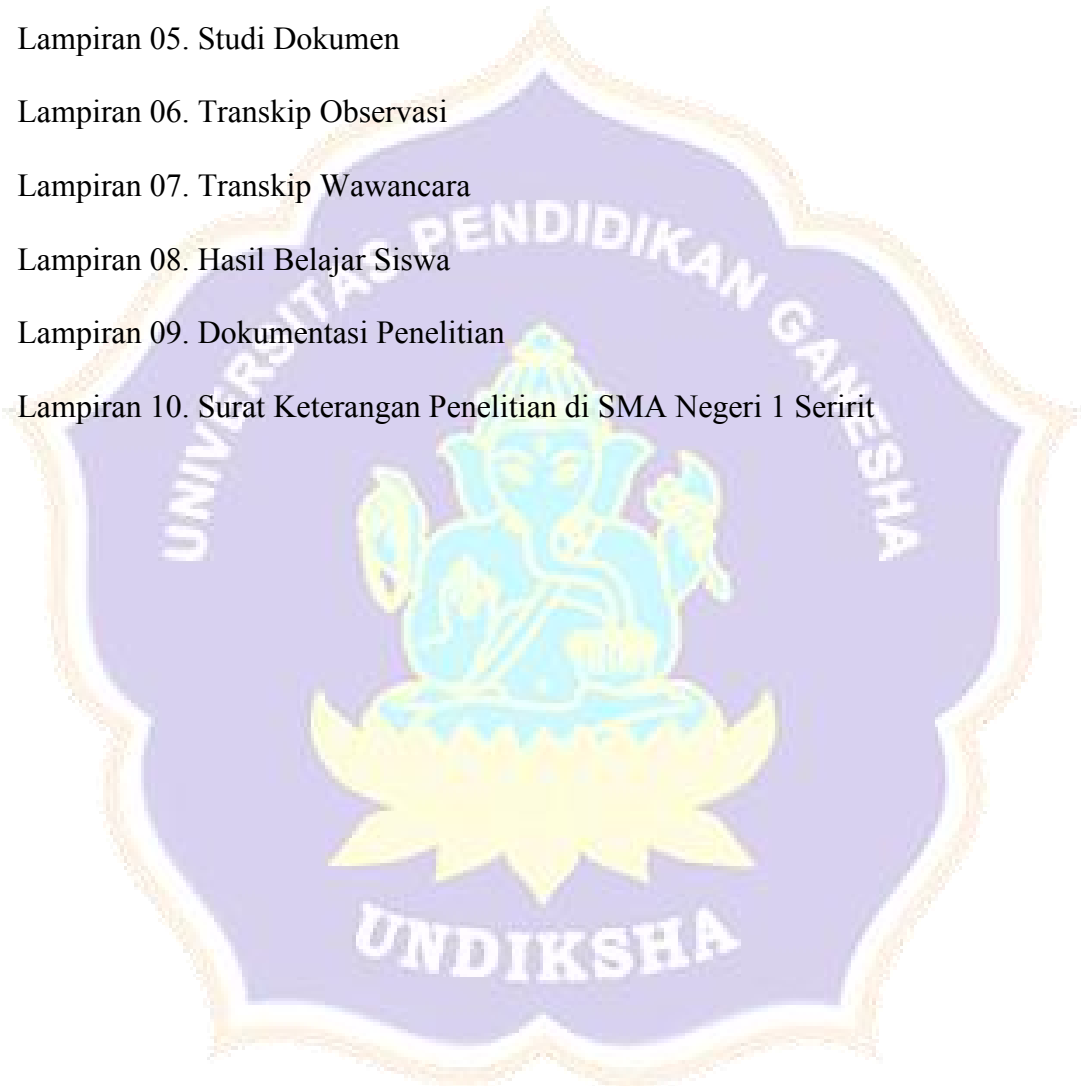 Lampiran 05. Studi Dokumen
Lampiran 06. Transkip Observasi
Lampiran 07. Transkip Wawancara
Lampiran 08. Hasil Belajar Siswa
Lampiran 09. Dokumentasi Penelitian
Lampiran 10. Surat Keterangan Penelitian di SMA Negeri 1 Seririt
UNIVERSITAS PENDIDIKAN GANESHA
UNDIKSHA